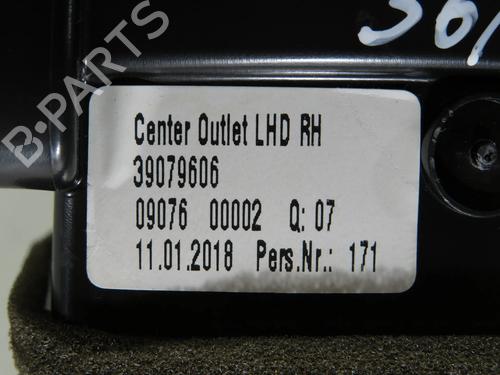 B-PARTS
Center Outlet LHD RH
39079606
09076 00002 Q: 07
11.01.2018 Pers.Nr.: 171